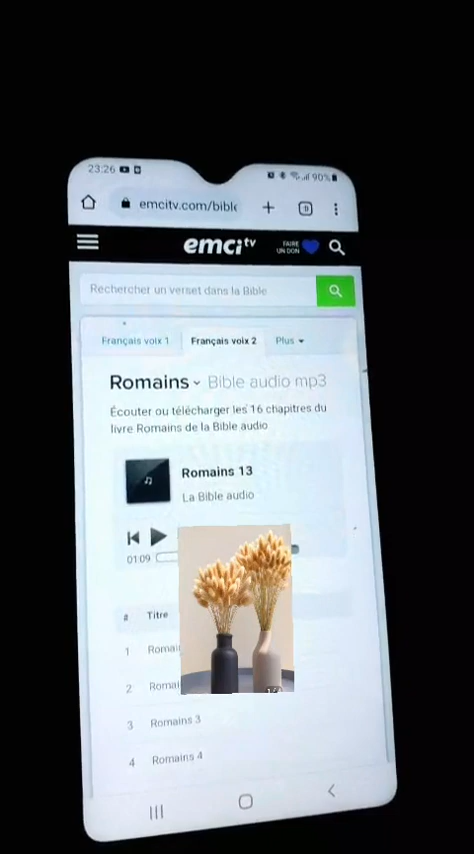 23:26
90%
emcitv.com/bible
emci tv
FAIRE
UN DON
Rechercher un verset dans la Bible
Français voix 1 Français voix 2 Plus
Romains Bible audio mp3
Écouter ou télécharger les 16 chapitres du
livre Romains de la Bible audio
Romains 13
La Bible audio
01:09
# Titre
1
2
3 Romains 3
4 Romains 4